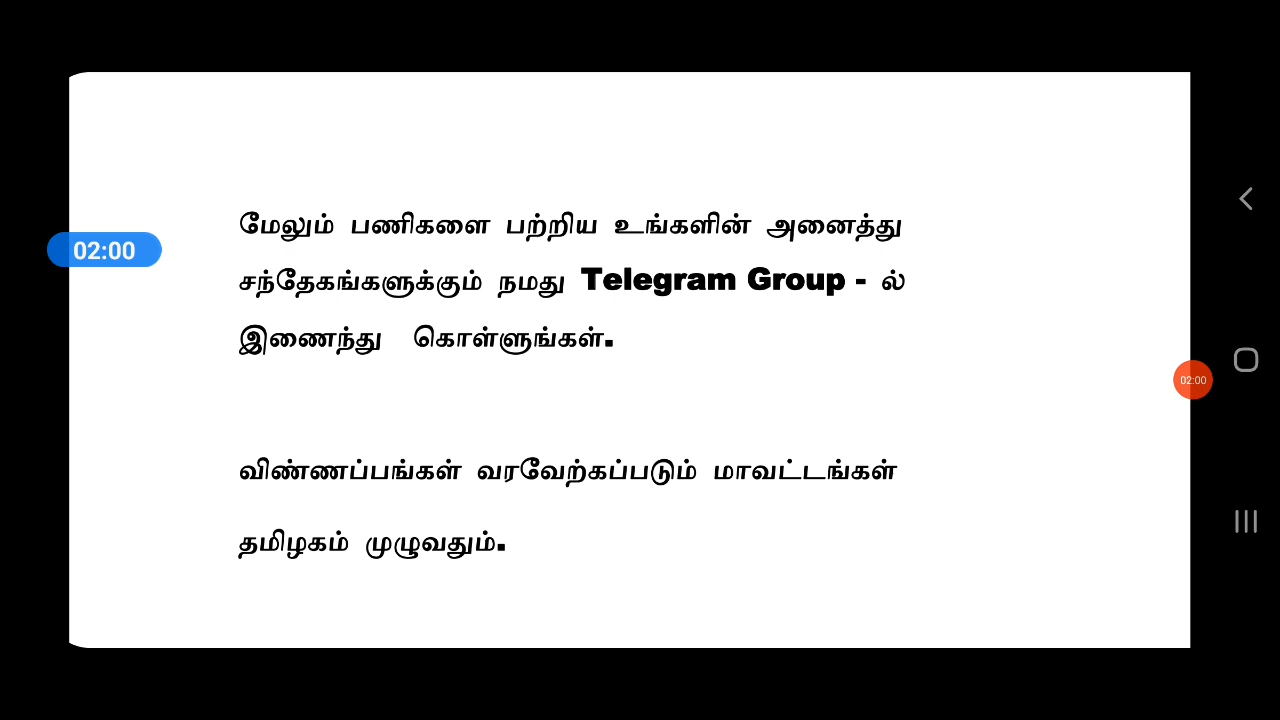 மேலும் பணிகளை பற்றிய உங்களின் அனைத்து
02:00
சந்தேகங்களுக்கும் நமது Telegram Group - ல்
இணைந்து கொள்ளுங்கள்.
02:00
விண்ணப்பங்கள் வரவேற்கப்படும் மாவட்டங்கள்
தமிழகம் முழுவதும்.